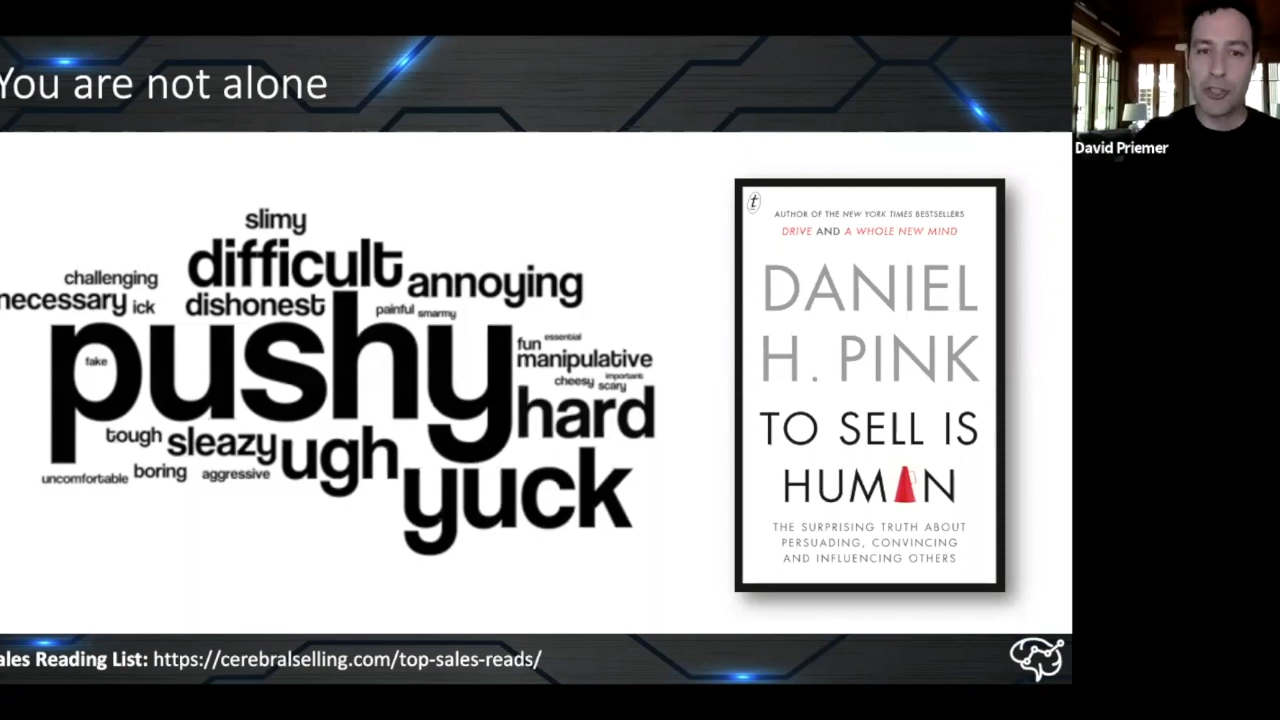 You are not alone
slimy
difficult
challenging
annoying
necessary
ick
dishonest
painful
smarmy
pushy
fake
fun
essential
manipulative
cheesy
important
scary
hard
tough
sleazy
ugh
uncomfortable
boring
aggressive
yuck
t
AUTHOR OF THE NEW YORK TIMES BESTSELLERS
DRIVE AND A WHOLE NEW MIND
DANIEL
H. PINK
TO SELL IS
HUMAN
THE SURPRISING TRUTH ABOUT
PERSUADING, CONVINCING
AND INFLUENCING OTHERS
ales Reading List: https://cerebralselling.com/top-sales-reads/
David Priemer